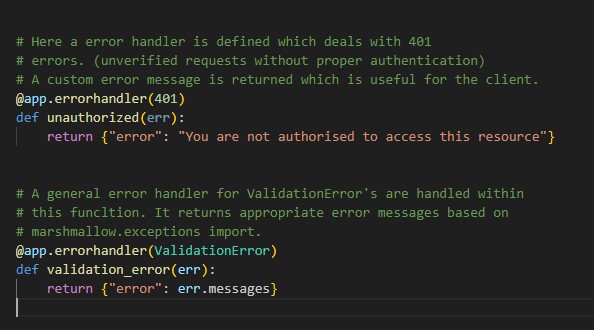 # Here a error handler is defined which deals with 401
# errors. (unverified requests without proper authentication)
# A custom error message is returned which is useful for the client.
@app.errorhandler(401)
def unauthorized(err):
    return {"error": "You are not authorised to access this resource"}
# A general error handler for ValidationError's are handled within
# this funcltion. It returns appropriate error messages based on
# marshmallow.exceptions import.
@app.errorhandler(ValidationError)
def validation_error(err):
    return {"error": err.messages}